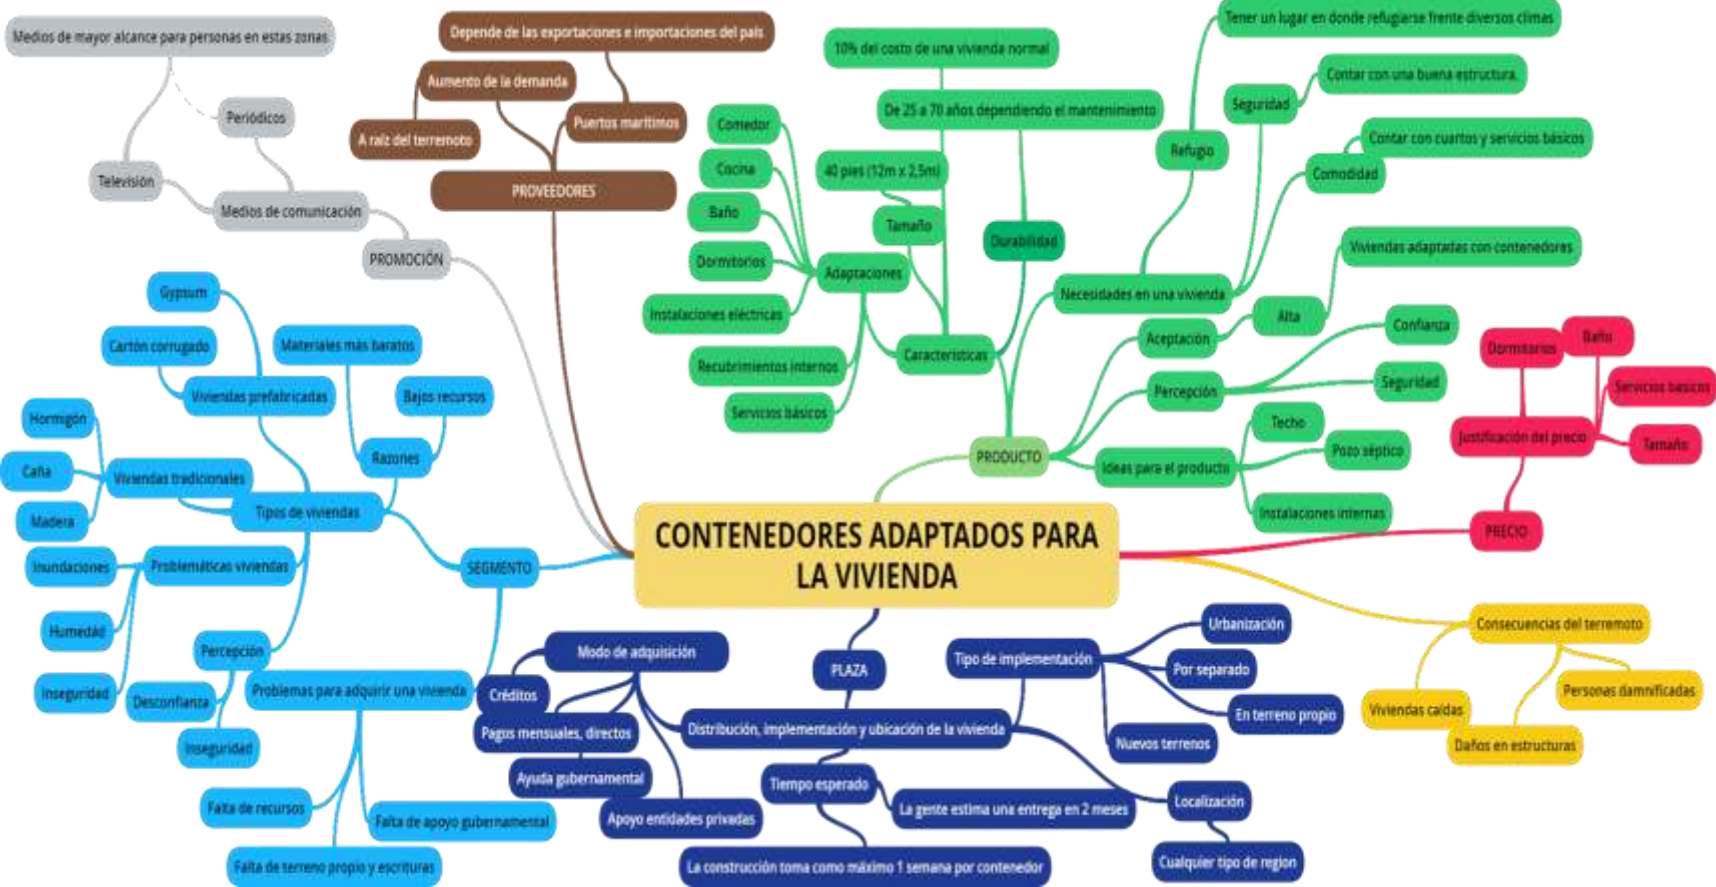 Medios de mayor alcance para personas en estas zonas
Periódicos
Televisión
Medios de comunicación
PROMOCIÓN
Depende de las exportaciones e importaciones del país
Aumento de la demanda
A raíz del terremoto
Puertos marítimos
PROVEEDORES
10% del costo de una vivienda normal
De 25 a 70 años dependiendo el mantenimiento
Comedor
Cocina
Baño
Dormitorios
Instalaciones eléctricas
Recubrimientos internos
Servicios básicos
40 pies (12m x 2,5m)
Tamaño
Durabilidad
Adaptaciones
Características
Tener un lugar en donde refugiarse frente diversos climas
Contar con una buena estructura.
Seguridad
Refugio
Contar con cuartos y servicios básicos
Comodidad
Necesidades en una vivienda
Viviendas adaptadas con contenedores
Alta
Aceptación
Confianza
Percepción
Seguridad
Techo
Pozo séptico
Ideas para el producto
Instalaciones internas
PRODUCTO
Dormitorios
Baño
Servicios básicos
Justificación del precio
Tamaño
PRECIO
Gypsum
Cartón corrugado
Materiales más baratos
Viviendas prefabricadas
Bajos recursos
Hormigón
Razones
Caña
Viviendas tradicionales
Madera
Tipos de viviendas
Inundaciones
Problemáticas viviendas
SEGMENTO
Humedad
Percepción
Inseguridad
Desconfianza
Inseguridad
Problemas para adquirir una vivienda
Falta de recursos
Falta de apoyo gubernamental
Falta de terreno propio y escrituras
CONTENEDORES ADAPTADOS PARA
LA VIVIENDA
Modo de adquisición
Créditos
Pagos mensuales, directos
Ayuda gubernamental
Apoyo entidades privadas
PLAZA
Distribución, implementación y ubicación de la vivienda
Tiempo esperado
La gente estima una entrega en 2 meses
La construcción toma como máximo 1 semana por contenedor
Tipo de implementación
Urbanización
Por separado
En terreno propio
Nuevos terrenos
Localización
Cualquier tipo de region
Consecuencias del terremoto
Viviendas caídas
Personas damnificadas
Daños en estructuras